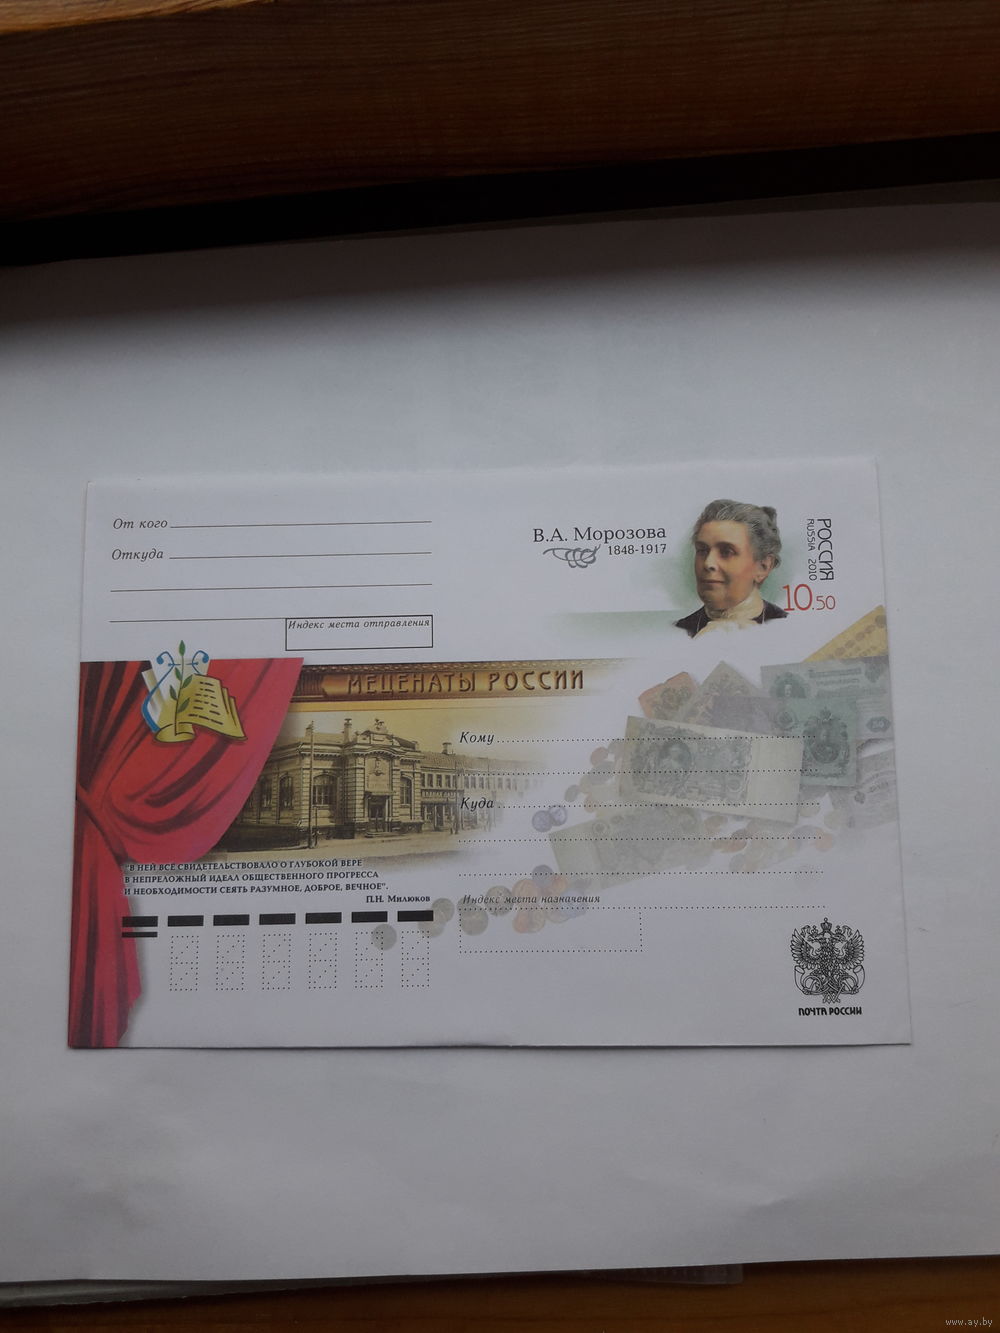 От кого
Откуда
Индекс места отправления
В.А. Морозова
1848-1917
РОССИЯ
RUSSIA 2010
10.50
МЕЦЕНАТЫ РОССИИ
Кому
Куда
"В НЕЙ ВСЁ СВИДЕТЕЛЬСТВОВАЛО О ГЛУБОКОЙ ВЕРЕ
В НЕПРЕЛОЖНЫЙ ИДЕАЛ ОБЩЕСТВЕННОГО ПРОГРЕССА
И НЕОБХОДИМОСТИ СЕЯТЬ РАЗУМНОЕ, ДОБРОЕ, ВЕЧНОЕ".
П.Н. Милюков
Индекс места назначения
ПОЧТА РОССИИ
www.ay.by